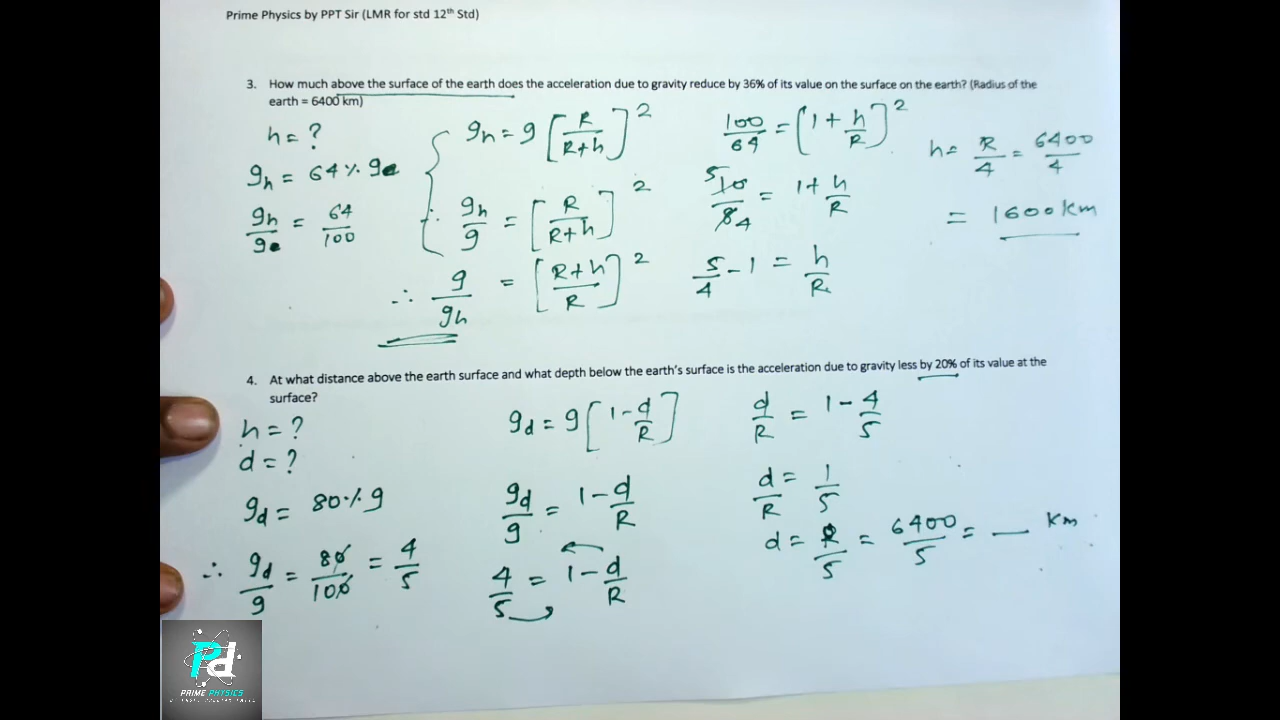 Prime Physics by PPT Sir (LMR for std 12th Std)
3. How much above the surface of the earth does the acceleration due to gravity reduce by 36% of its value on the surface on the earth? (Radius of the
earth = 6400 km)
h = ?
gh = 64% ge
gh/ge = 64/100
gh = g [R/(R+h)]²
∴ gh/g = [R/(R+h)]²
∴ g/gh = [(R+h)/R]²
100/64 = (1 + h/R]²
5 10/8 4 = 1 + h/R
5/4 - 1 = h/R
h = R/4 = 6400/4
= 1600 km
4. At what distance above the earth surface and what depth below the earth's surface is the acceleration due to gravity less by 20% of its value at the
surface?
h = ?
d = ?
gd = 80% g
∴ gd/g = 80/100 = 4/5
gd = g [1 - d/R]
gd/g = 1 - d/R
4/5 = 1 - d/R
d/R = 1 - 4/5
d/R = 1/5
d = R/5 = 6400/5 = — km
Pd
PRIME PHYSICS